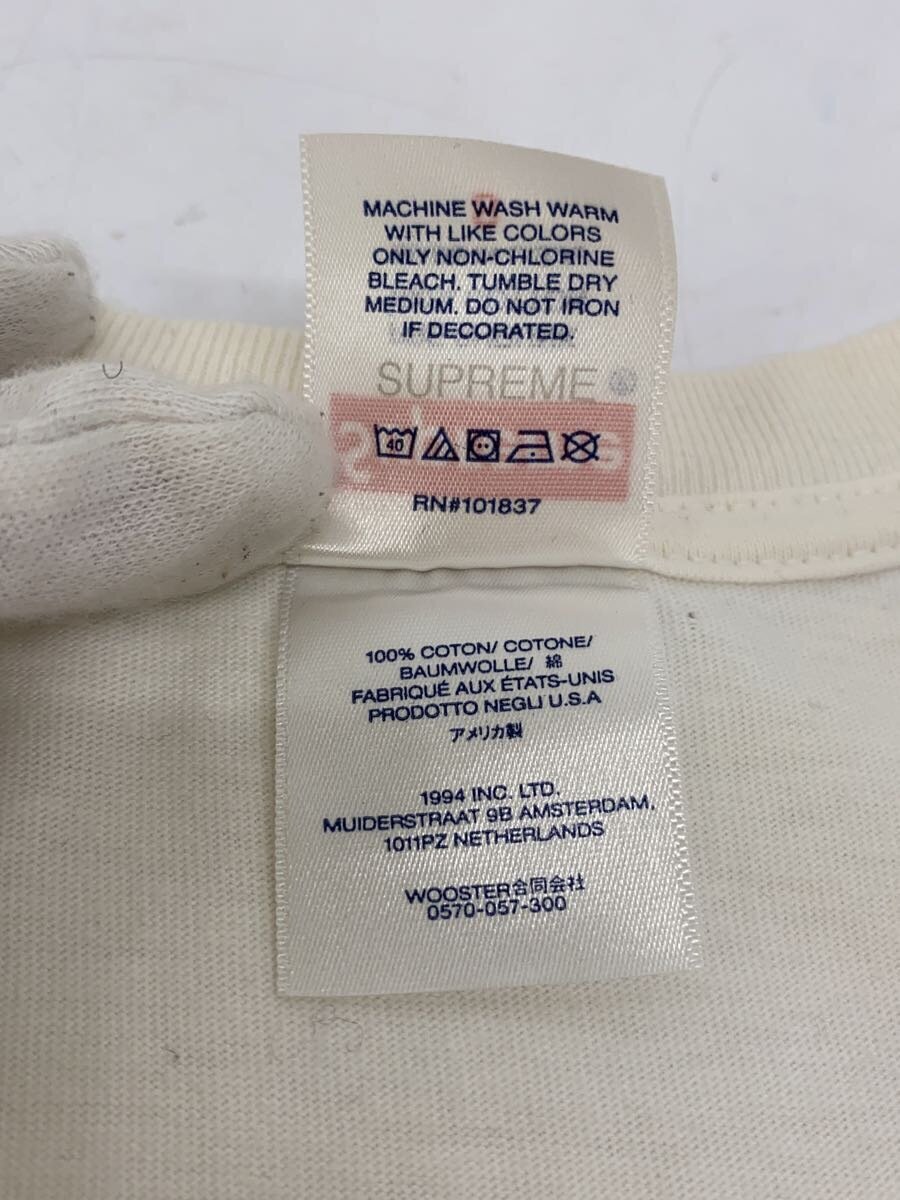 MACHINE WASH WARM
WITH LIKE COLORS
ONLY NON-CHLORINE
BLEACH. TUMBLE DRY
MEDIUM. DO NOT IRON
IF DECORATED.
SUPREME
40
RN#101837
100% COTON/ COTONE/
BAUMWOLLE/ 綿
FABRIQUÉ AUX ÉTATS-UNIS
PRODOTTO NEGLI U.S.A
アメリカ製
1994 INC. LTD.
MUIDERSTRAAT 9B AMSTERDAM,
1011PZ NETHERLANDS
WOOSTER合同会社
0570-057-300